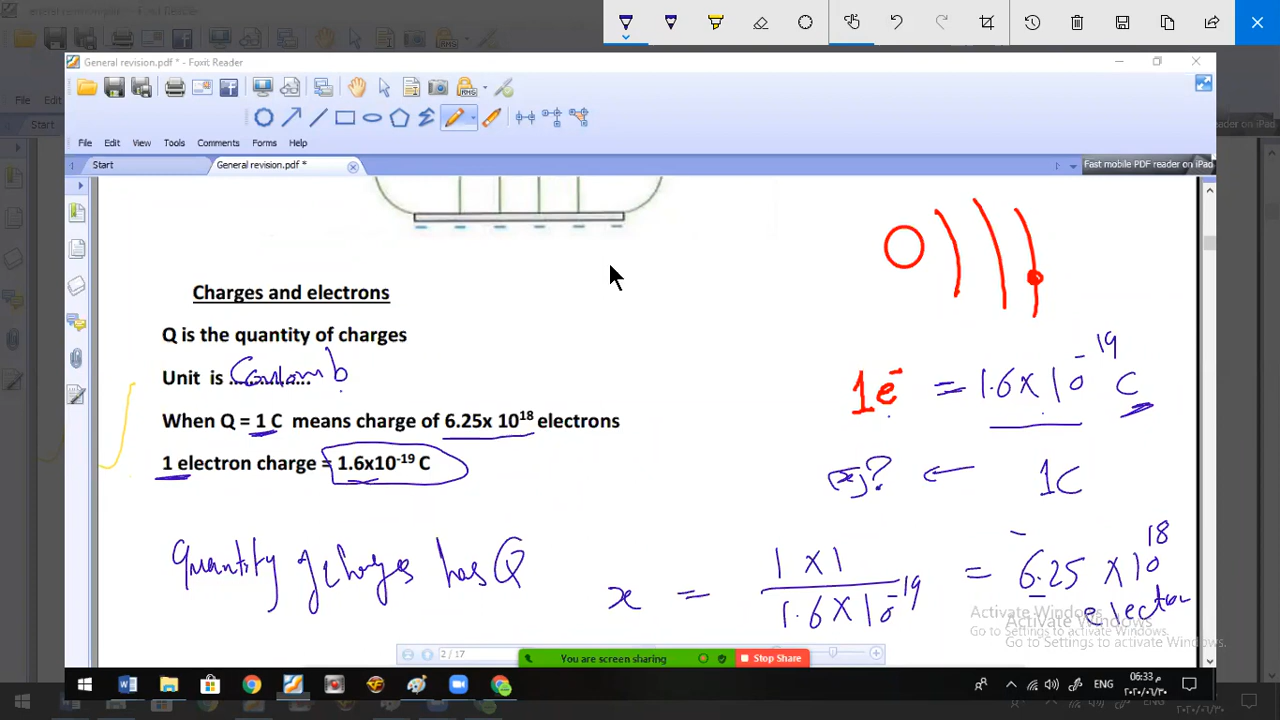 General revision.pdf * - Foxit Reader
File Edit View Tools Comments Forms Help
Start
General revision.pdf *
Fast mobile PDF reader on iPad
Charges and electrons
Q is the quantity of charges
Unit is Coulomb
When Q = 1 C means charge of 6.25x 10¹⁸ electrons
1 electron charge = 1.6x10⁻¹⁹ C
1e⁻ = 1.6 × 10⁻¹⁹ C
x? ← 1C
Quantity of charges has Q
x = 1 × 1 / 1.6 × 10⁻¹⁹ = 6.25 × 10¹⁸
electron
Activate Windows
Go to Settings to activate Windows.
2 / 17
You are screen sharing
Stop Share
ENG
06:33 م
٢٠٢٠/٠٦/٣٠